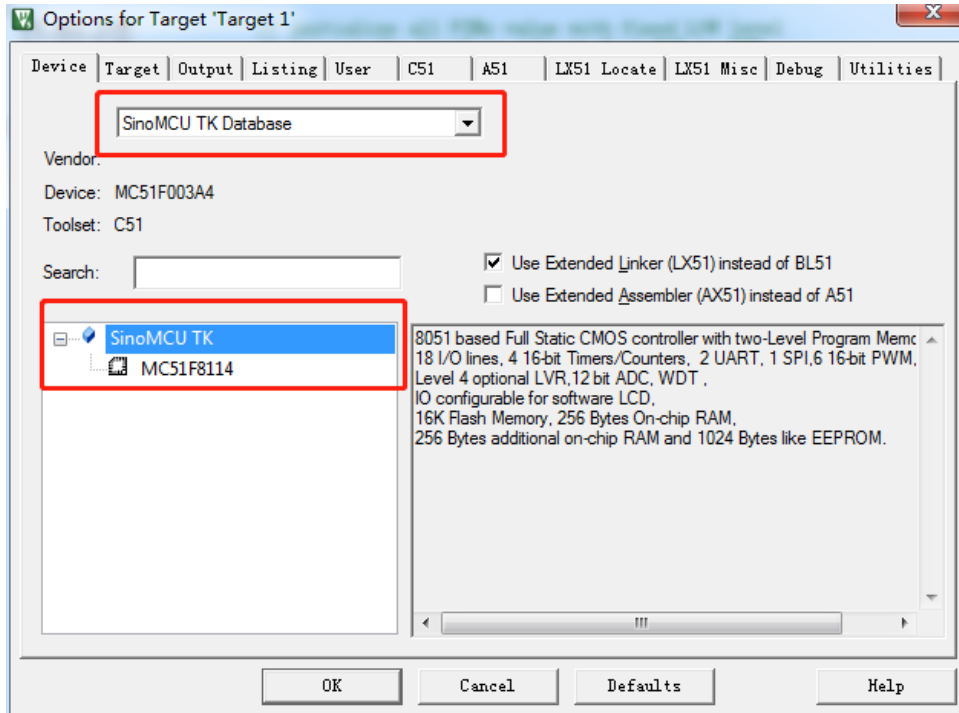 Options for Target 'Target 1'
Device Target Output Listing User C51 A51 LX51 Locate LX51 Misc Debug Utilities
SinoMCU TK Database
Vendor:
Device: MC51F003A4
Toolset: C51
Search:
Use Extended Linker (LX51) instead of BL51
Use Extended Assembler (AX51) instead of A51
SinoMCU TK
MC51F8114
8051 based Full Static CMOS controller with two-Level Program Memc
18 I/O lines, 4 16-bit Timers/Counters, 2 UART, 1 SPI,6 16-bit PWM,
Level 4 optional LVR,12 bit ADC, WDT ,
IO configurable for software LCD,
16K Flash Memory, 256 Bytes On-chip RAM,
256 Bytes additional on-chip RAM and 1024 Bytes like EEPROM.
OK Cancel Defaults Help